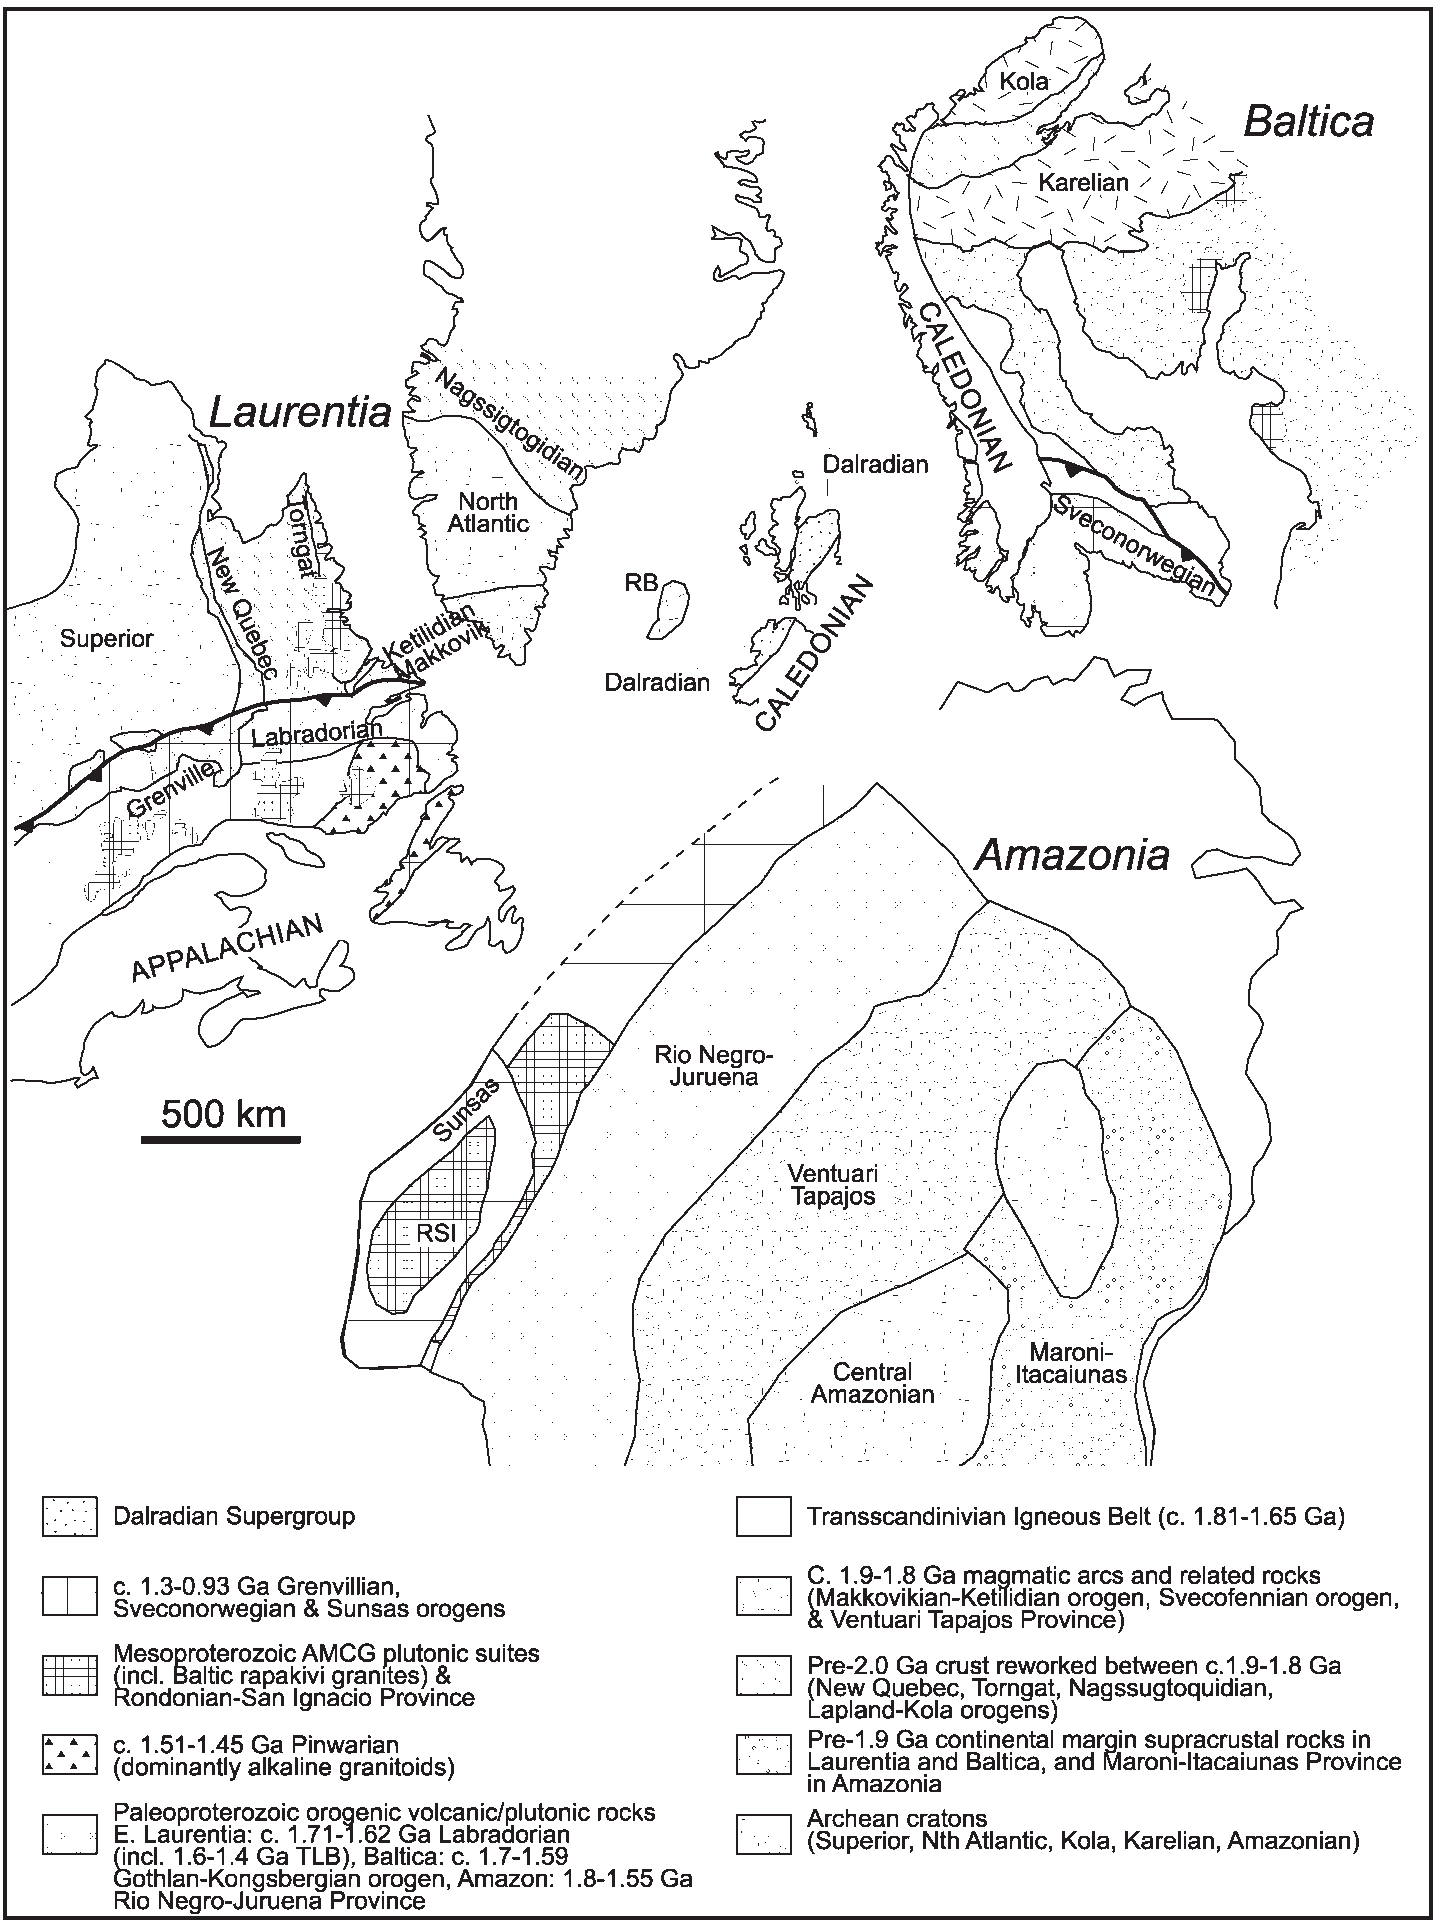 Kola
Baltica
Karelian
Laurentia
Nagssigtogidian
CALEDONIAN
Dalradian
North
Atlantic
Torngat
Sveconorwegian
New Quebec
RB
Superior
Ketilidian
Makkovik
Dalradian
CALEDONIAN
Labradorian
Grenville
Amazonia
APPALACHIAN
Rio Negro-
Juruena
500 km
Sunsas
Ventuari
Tapajos
RSI
Maroni-
Itacaiunas
Central
Amazonian
Dalradian Supergroup
c. 1.3-0.93 Ga Grenvillian,
Sveconorwegian & Sunsas orogens
Mesoproterozoic AMCG plutonic suites
(incl. Baltic rapakivi granites) &
Rondonian-San Ignacio Province
c. 1.51-1.45 Ga Pinwarian
(dominantly alkaline granitoids)
Paleoproterozoic orogenic volcanic/plutonic rocks
E. Laurentia: c. 1.71-1.62 Ga Labradorian
(incl. 1.6-1.4 Ga TLB), Baltica: c. 1.7-1.59
Gothlan-Kongsbergian orogen, Amazon: 1.8-1.55 Ga
Rio Negro-Juruena Province
Transscandinivian Igneous Belt (c. 1.81-1.65 Ga)
C. 1.9-1.8 Ga magmatic arcs and related rocks
(Makkovikian-Ketilidian orogen, Svecofennian orogen,
& Ventuari Tapajos Province)
Pre-2.0 Ga crust reworked between c.1.9-1.8 Ga
(New Quebec, Torngat, Nagssugtoquidian,
Lapland-Kola orogens)
Pre-1.9 Ga continental margin supracrustal rocks in
Laurentia and Baltica, and Maroni-Itacaiunas Province
in Amazonia
Archean cratons
(Superior, Nth Atlantic, Kola, Karelian, Amazonian)